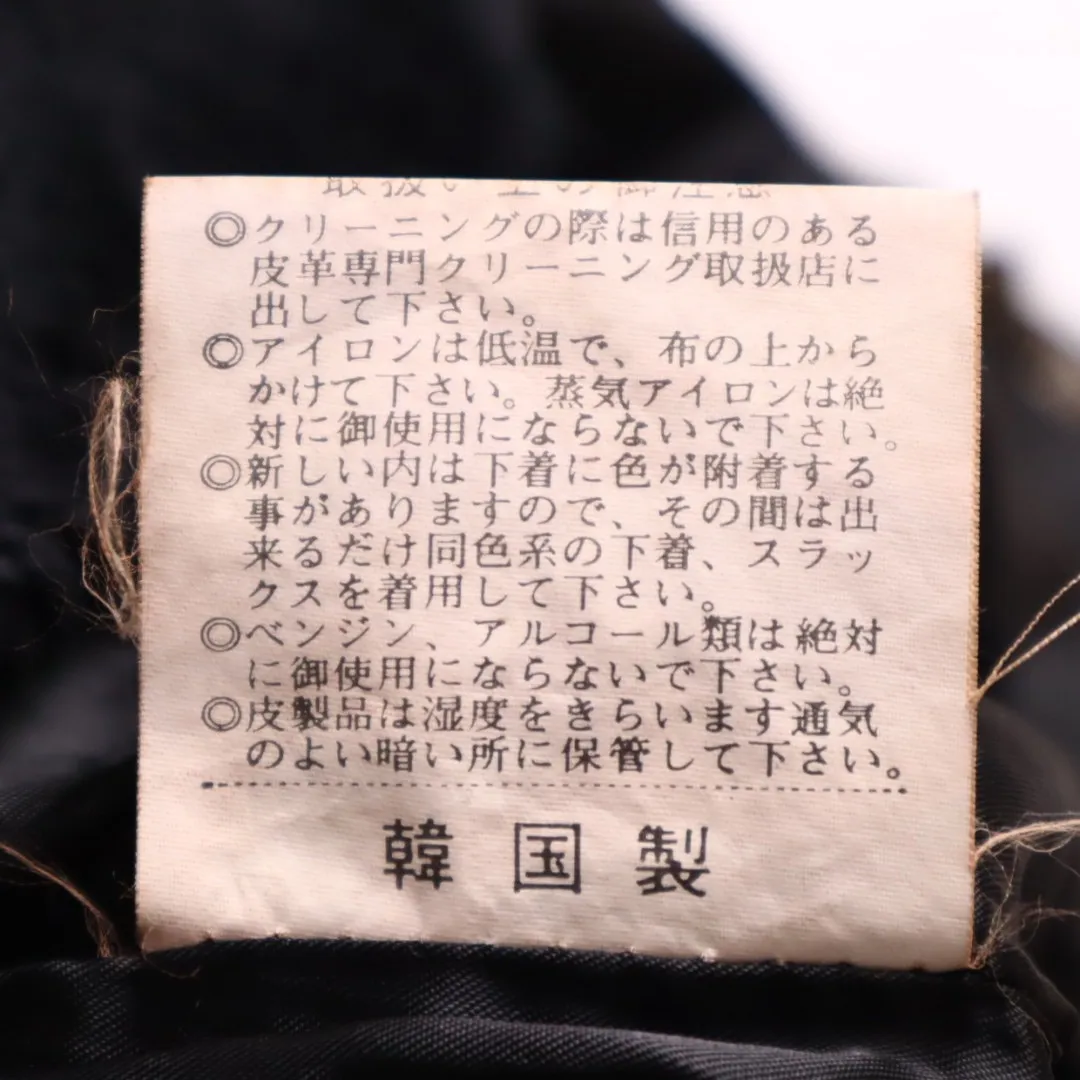 取扱い上の御注意
◎クリーニングの際は信用のある
皮革専門クリーニング取扱店に
出して下さい。
◎アイロンは低温で、布の上から
かけて下さい。蒸気アイロンは絶
対に御使用にならないで下さい。
◎新しい内は下着に色が附着する
事がありますので、その間は出
来るだけ同色系の下着、スラッ
クスを着用して下さい。
◎ベンジン、アルコール類は絶対
に御使用にならないで下さい。
◎皮製品は湿度をきらいます通気
のよい暗い所に保管して下さい。
韓国製